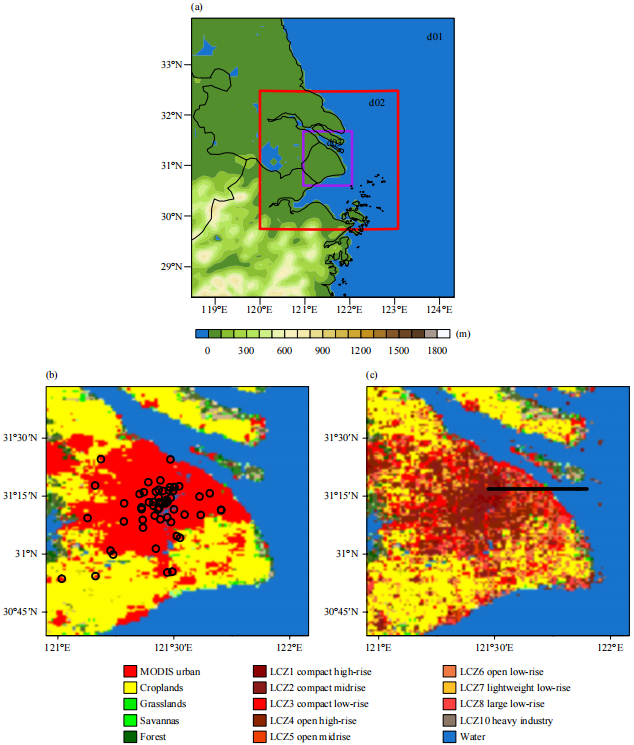 (a)
d01
33°N
d02
32°N
31°N
30°N
29°N
119°E 120°E 121°E 122°E 123°E 124°E
(m)
0 300 600 900 1200 1500 1800
(b) (c)
31°30'N 31°30'N
31°15'N 31°15'N
31°N 31°N
30°45'N 30°45'N
121°E 121°30'E 122°E 121°E 121°30'E 122°E
MODIS urban LCZ1 compact high-rise LCZ6 open low-rise
Croplands LCZ2 compact midrise LCZ7 lightweight low-rise
Grasslands LCZ3 compact low-rise LCZ8 large low-rise
Savannas LCZ4 open high-rise LCZ10 heavy industry
Forest LCZ5 open midrise Water